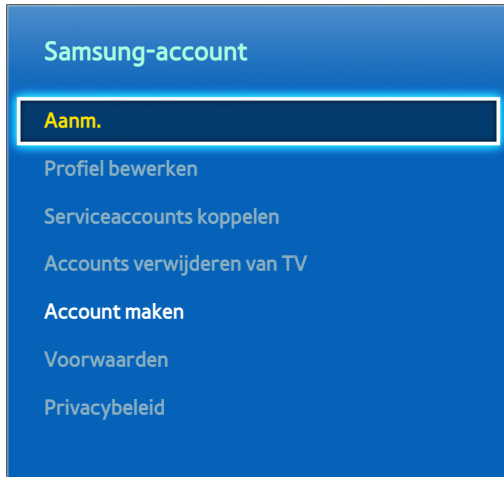 Samsung-account
Aanm.
Profiel bewerken
Serviceaccounts koppelen
Accounts verwijderen van TV
Account maken
Voorwaarden
Privacybeleid